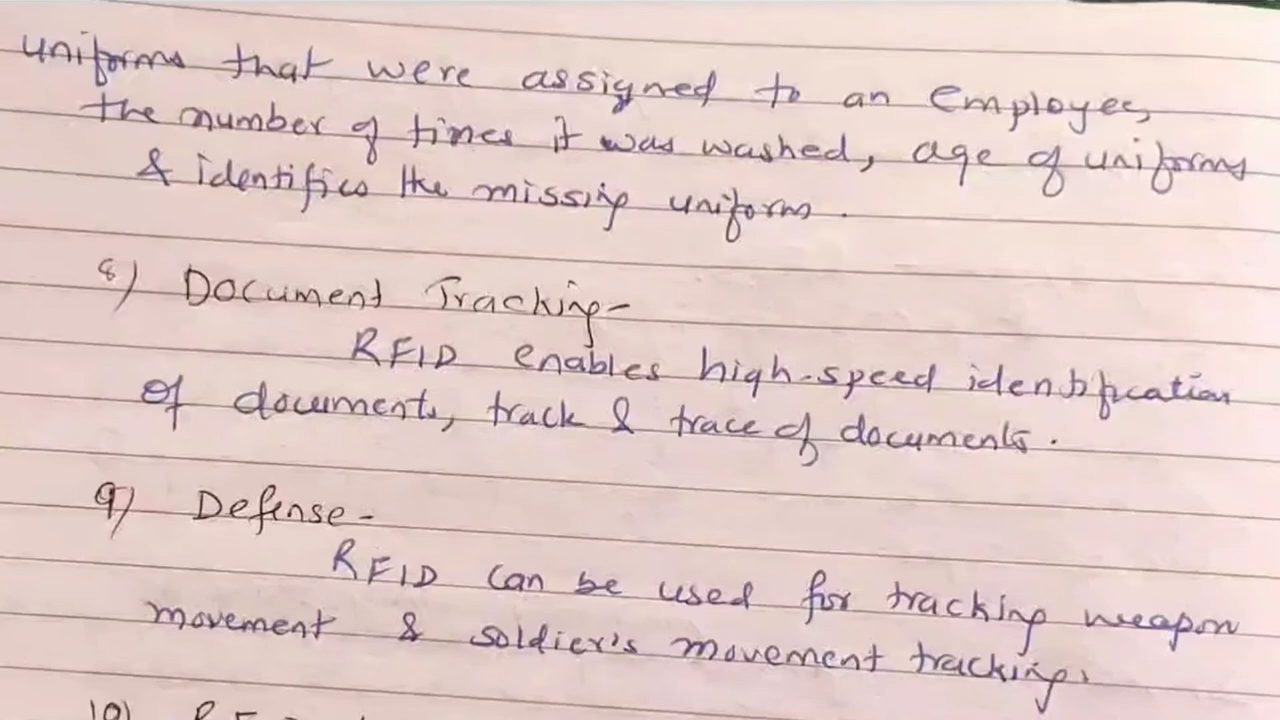 uniforms that were assigned to an employee,
the number of times it was washed, age of uniforms
& identifies the missing uniforms.
8) Document Tracking-
RFID enables high-speed identification
of documents, track & trace of documents.
9) Defense-
RFID can be used for tracking weapon
movement & soldier's movement tracking.
10)